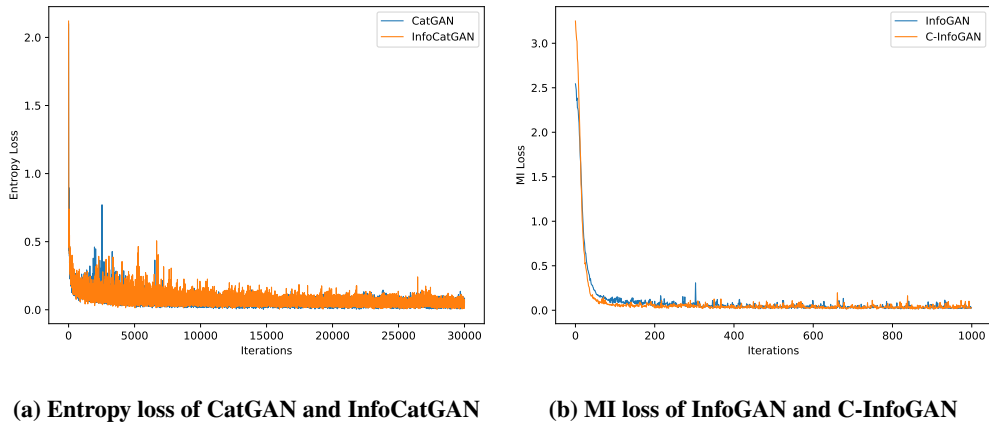 CatGAN
InfoCatGAN
2.0
1.5
1.0
0.5
0.0
Entropy Loss
0 5000 10000 15000 20000 25000 30000
Iterations
(a) Entropy loss of CatGAN and InfoCatGAN
InfoGAN
C-InfoGAN
3.0
2.5
2.0
1.5
1.0
0.5
0.0
MI Loss
0 200 400 600 800 1000
Iterations
(b) MI loss of InfoGAN and C-InfoGAN